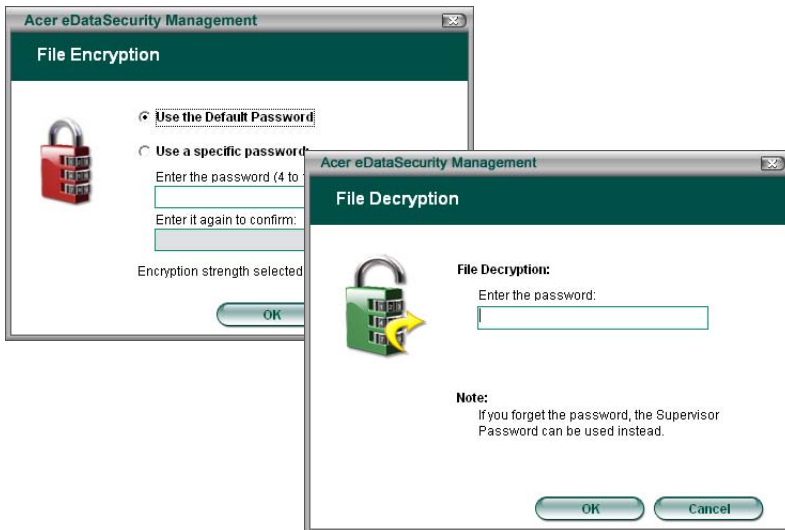 Acer eDataSecurity Management
File Encryption
Use the Default Password
Use a specific password:
Enter the password (4 to
Enter it again to confirm:
Encryption strength selected
OK
Acer eDataSecurity Management
File Decryption
File Decryption:
Enter the password:
Note:
If you forget the password, the Supervisor
Password can be used instead.
OK
Cancel